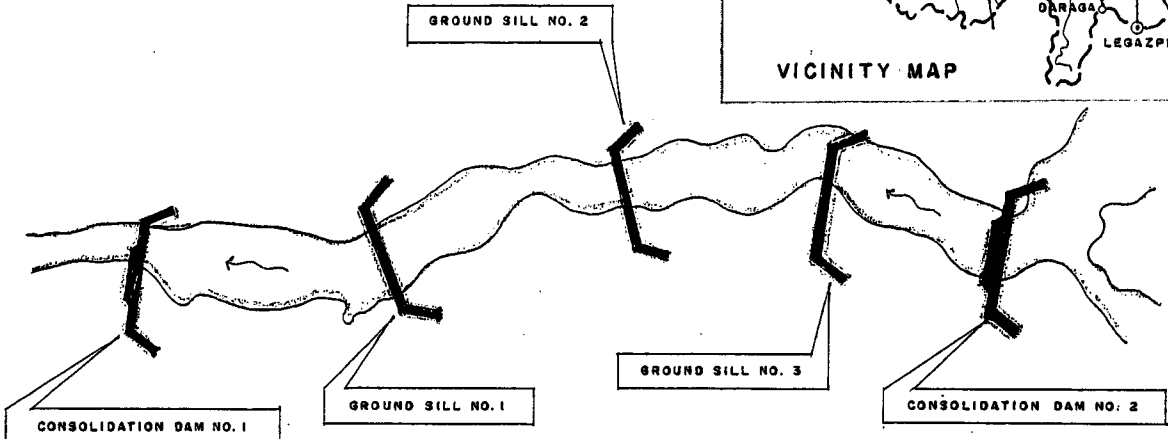 GROUND SILL NO. 2
DARAGA
LEGAZPI
VICINITY MAP
GROUND SILL NO. 3
GROUND SILL NO. 1
CONSOLIDATION DAM NO. 2
CONSOLIDATION DAM NO. 1